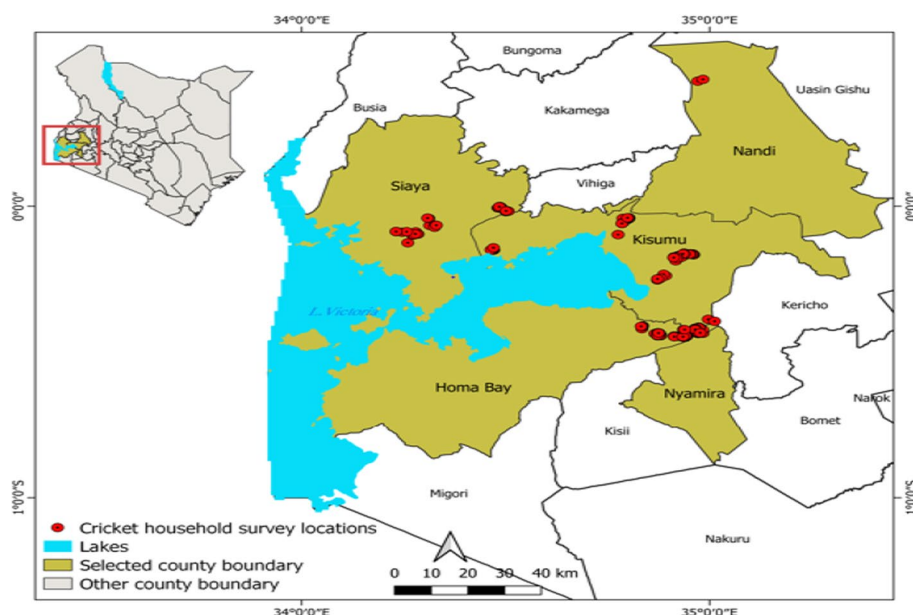 34°0'0"E
35°0'0"E
Bungoma
Busia
Kakamega
Uasin Gishu
Nandi
Siaya
Vihiga
0°0'0"
0°0'0"
Kisumu
L. Victoria
Kericho
Homa Bay
Nyamira
Narok
Kisii
Bomet
Migori
1°0'0"S
1°0'0"S
Cricket household survey locations
Lakes
Selected county boundary
Other county boundary
Nakuru
0 10 20 30 40 km
34°0'0"E
35°0'0"E